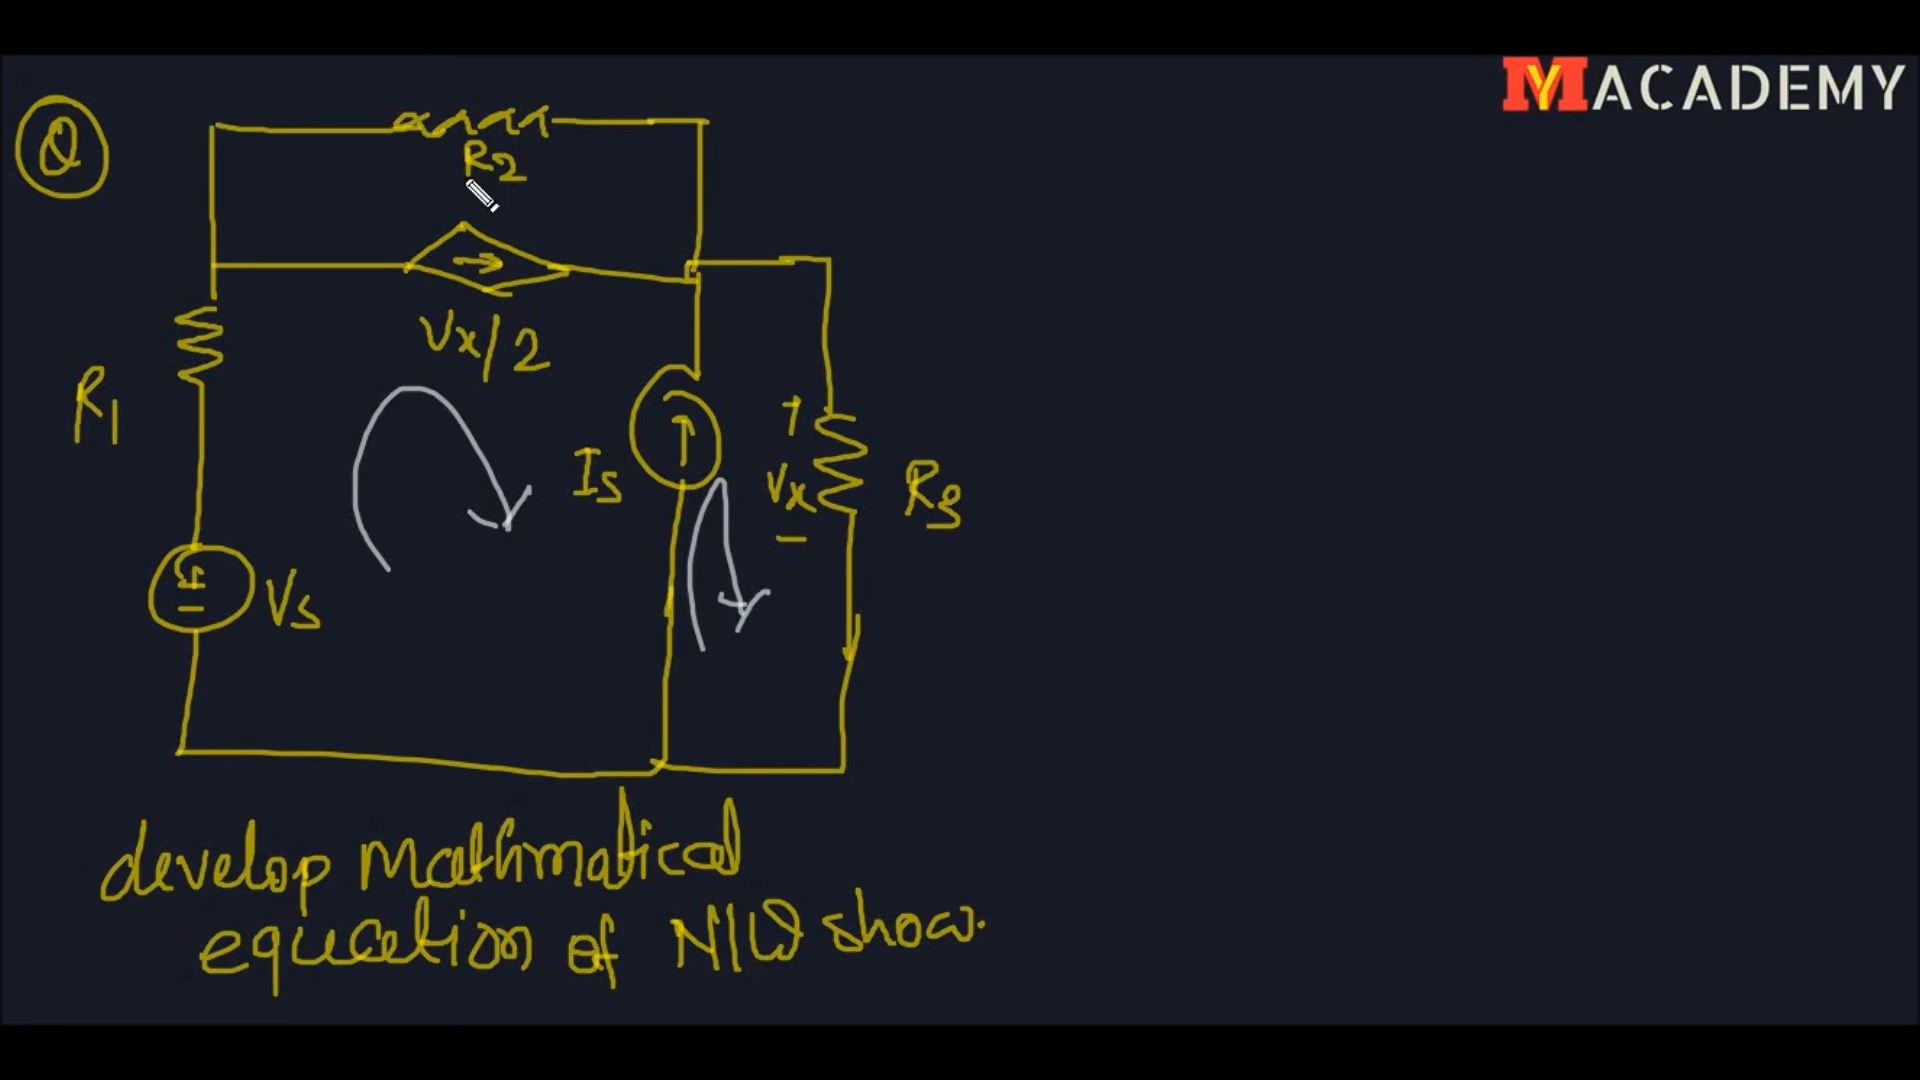 MACADEMY
Q
R2
Vx/2
R1
+
Is
Vx
R3
-
Vs
develop Mathmatical
equation of N/W show.